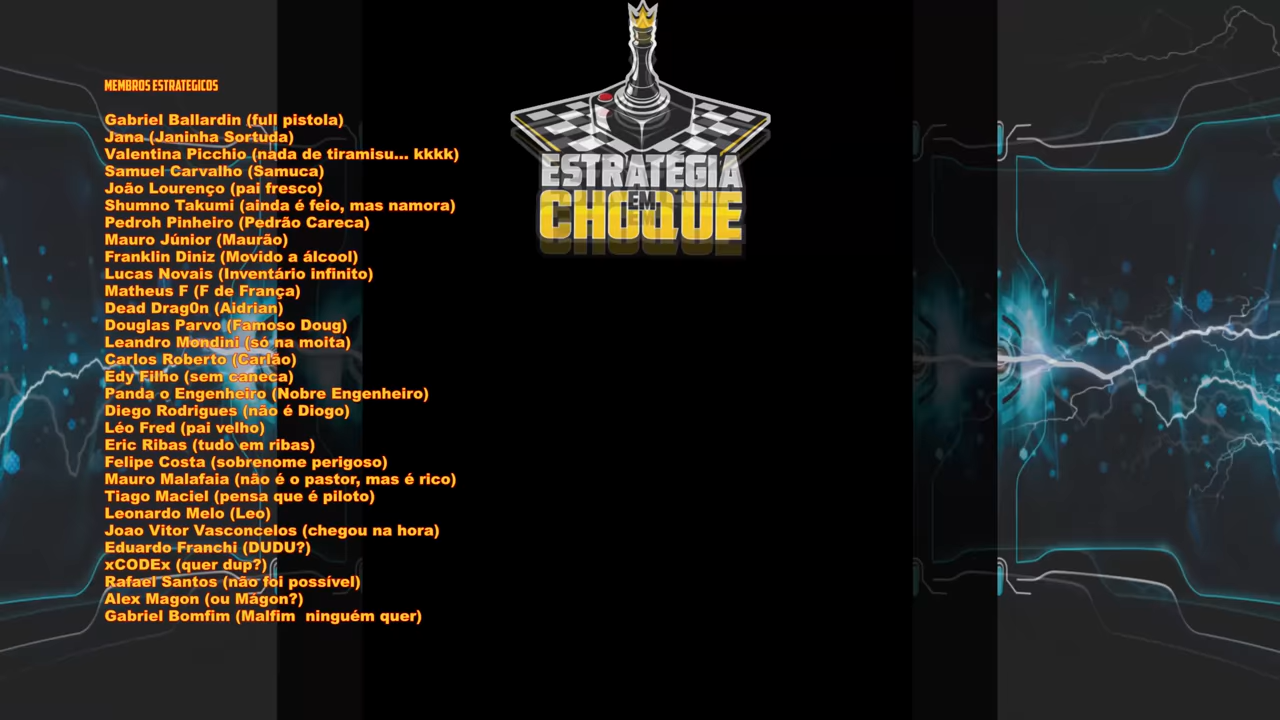 MEMBROS ESTRATEGICOS
Gabriel Ballardin (full pistola)
Jana (Janinha Sortuda)
Valentina Picchio (nada de tiramisu... kkkk)
Samuel Carvalho (Samuca)
João Lourenço (pai fresco)
Shumno Takumi (ainda é feio, mas namora)
Pedroh Pinheiro (Pedrão Careca)
Mauro Júnior (Maurão)
Franklin Diniz (Movido a álcool)
Lucas Novais (Inventário infinito)
Matheus F (F de França)
Dead Drag0n (Aidrian)
Douglas Parvo (Famoso Doug)
Leandro Mondini (só na moita)
Carlos Roberto (Carlão)
Edy Filho (sem caneca)
Panda o Engenheiro (Nobre Engenheiro)
Diego Rodrigues (não é Diogo)
Léo Fred (pai velho)
Eric Ribas (tudo em ribas)
Felipe Costa (sobrenome perigoso)
Mauro Malafaia (não é o pastor, mas é rico)
Tiago Maciel (pensa que é piloto)
Leonardo Melo (Leo)
Joao Vitor Vasconcelos (chegou na hora)
Eduardo Franchi (DUDU?)
xCODEx (quer dup?)
Rafael Santos (não foi possível)
Alex Magon (ou Mágon?)
Gabriel Bomfim (Malfim  ninguém quer)
ESTRATÉGIA
EM
CHOQUE